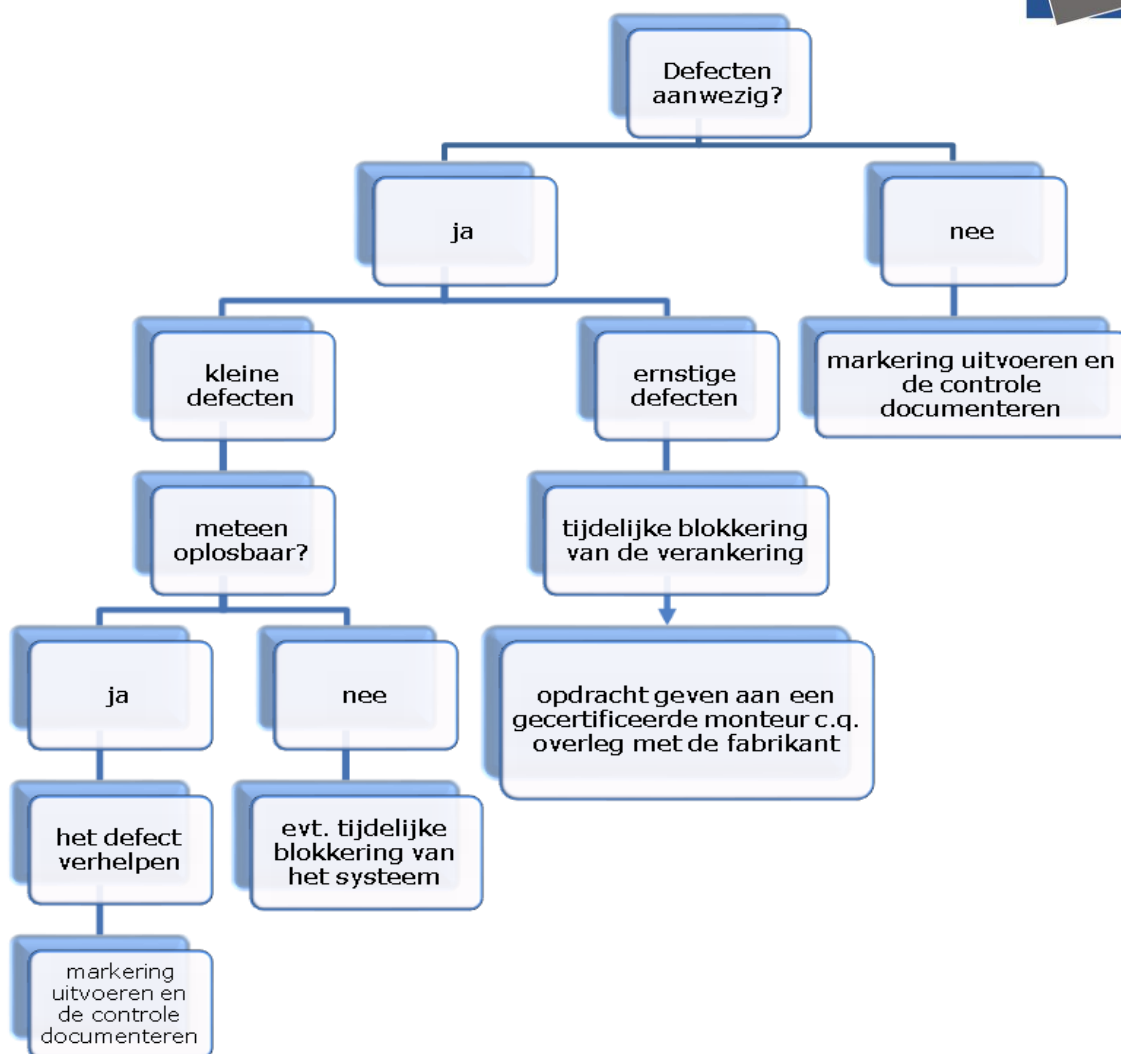 Defecten
aanwezig?
ja
nee
kleine
defecten
ernstige
defecten
markering uitvoeren en
de controle
documenteren
meteen
oplosbaar?
tijdelijke blokkering
van de verankering
ja
nee
opdracht geven aan een
gecertificeerde monteur c.q.
overleg met de fabrikant
het defect
verhelpen
evt. tijdelijke
blokkering van
het systeem
markering
uitvoeren en
de controle
documenteren